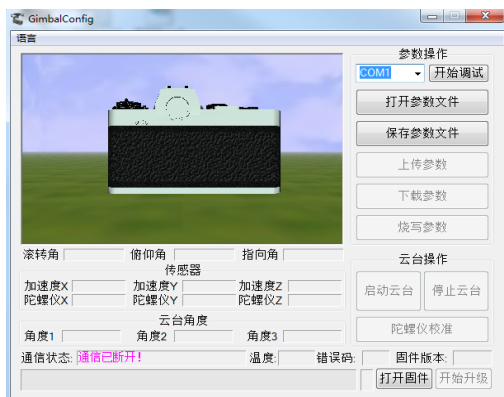 GimbalConfig
语言
参数操作
COM1 开始调试
打开参数文件
保存参数文件
上传参数
下载参数
烧写参数
滚转角 俯仰角 指向角
传感器
加速度X 加速度Y 加速度Z
陀螺仪X 陀螺仪Y 陀螺仪Z
云台角度
角度1 角度2 角度3
云台操作
启动云台 停止云台
陀螺仪校准
通信状态: 通信已断开! 温度: 错误码: 固件版本:
打开固件 开始升级